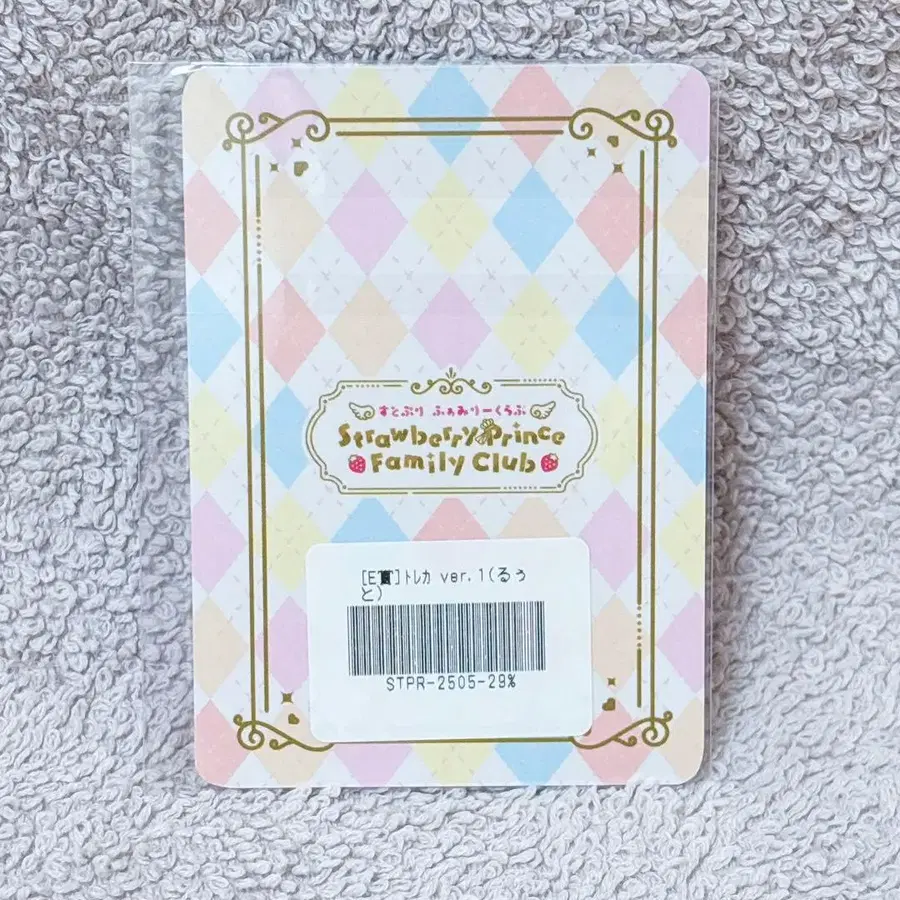 すとぷり ふぁみりーくらぶ
Strawberry Prince
Family Club
[E賞]ﾄﾚｶ ver.1(るぅ
と)
STPR-2505-29%